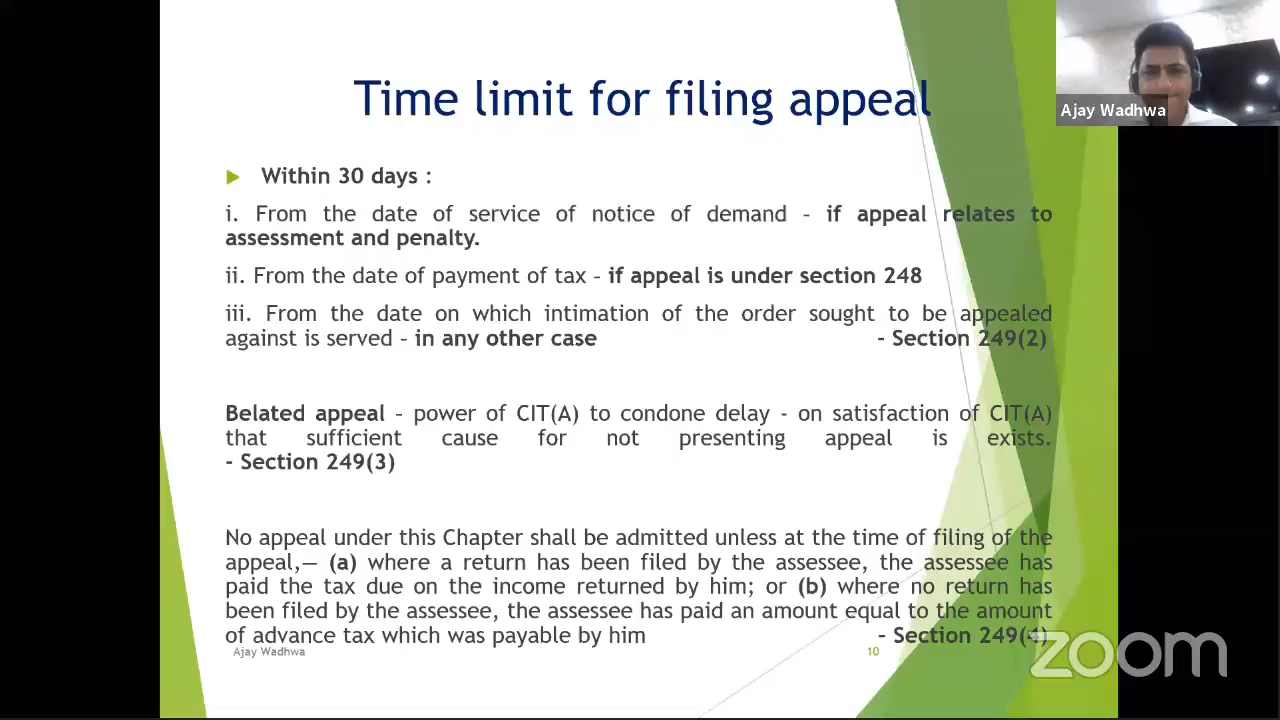 Time limit for filing appeal
Ajay Wadhwa
Within 30 days :
i. From the date of service of notice of demand – if appeal relates to
assessment and penalty.
ii. From the date of payment of tax – if appeal is under section 248
iii. From the date on which intimation of the order sought to be appealed
against is served – in any other case - Section 249(2)
Belated appeal – power of CIT(A) to condone delay - on satisfaction of CIT(A)
that sufficient cause for not presenting appeal is exists.
- Section 249(3)
No appeal under this Chapter shall be admitted unless at the time of filing of the
appeal,— (a) where a return has been filed by the assessee, the assessee has
paid the tax due on the income returned by him; or (b) where no return has
been filed by the assessee, the assessee has paid an amount equal to the amount
of advance tax which was payable by him – Section 249(4)
Ajay Wadhwa 10
zoom